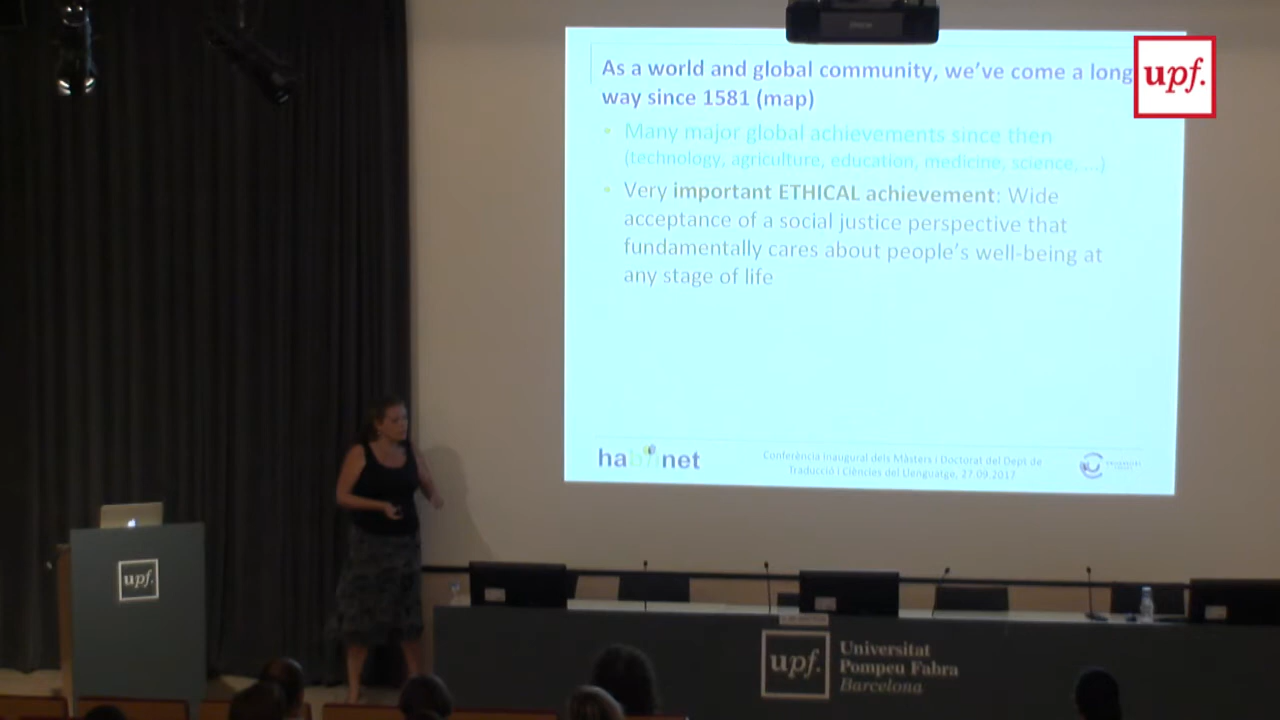 As a world and global community, we've come a long
way since 1581 (map)
• Many major global achievements since then
(technology, agriculture, education, medicine, science, ...)
• Very important ETHICAL achievement: Wide
acceptance of a social justice perspective that
fundamentally cares about people's well-being at
any stage of life
habitnet
Conferència inaugural dels Màsters i Doctorat del Dept de
Traducció i Ciències del Llenguatge, 27.09.2017
upf.
upf.
upf.
Universitat
Pompeu Fabra
Barcelona